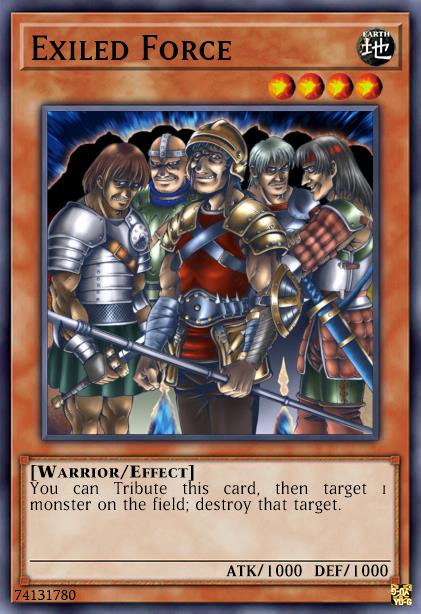 Exiled Force
EARTH
地
[Warrior/Effect]
You can Tribute this card, then target 1
monster on the field; destroy that target.
ATK/1000 DEF/1000
74131780